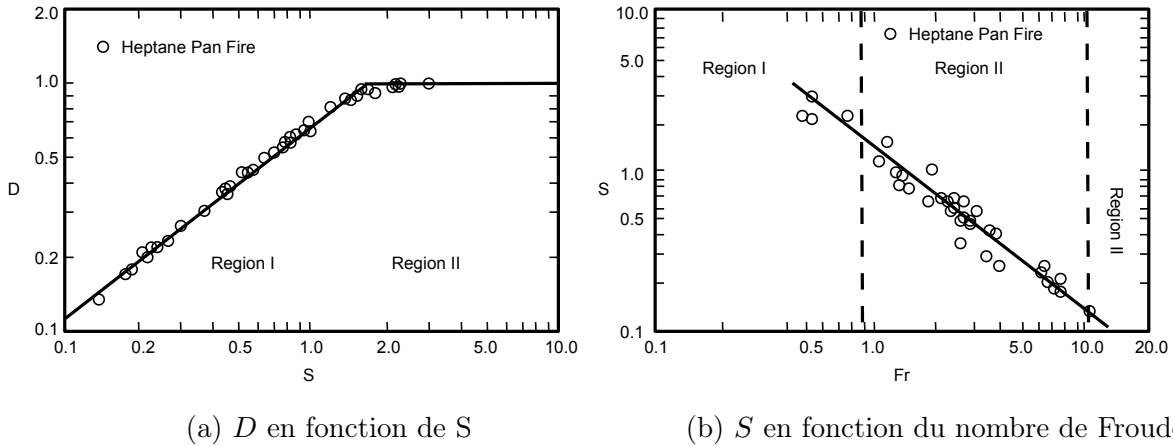 2.0
Heptane Pan Fire
1.0
0.5
D
Region I
Region II
0.2
0.1
0.1 0.2 0.5 1.0 2.0 5.0 10.0
S
10.0
Heptane Pan Fire
5.0
Region I
Region II
1.0
S
0.5
Region II
0.1
0.1 0.5 1.0 5.0 10.0 20.0
Fr
(a) D en fonction de S
(b) S en fonction du nombre de Froud